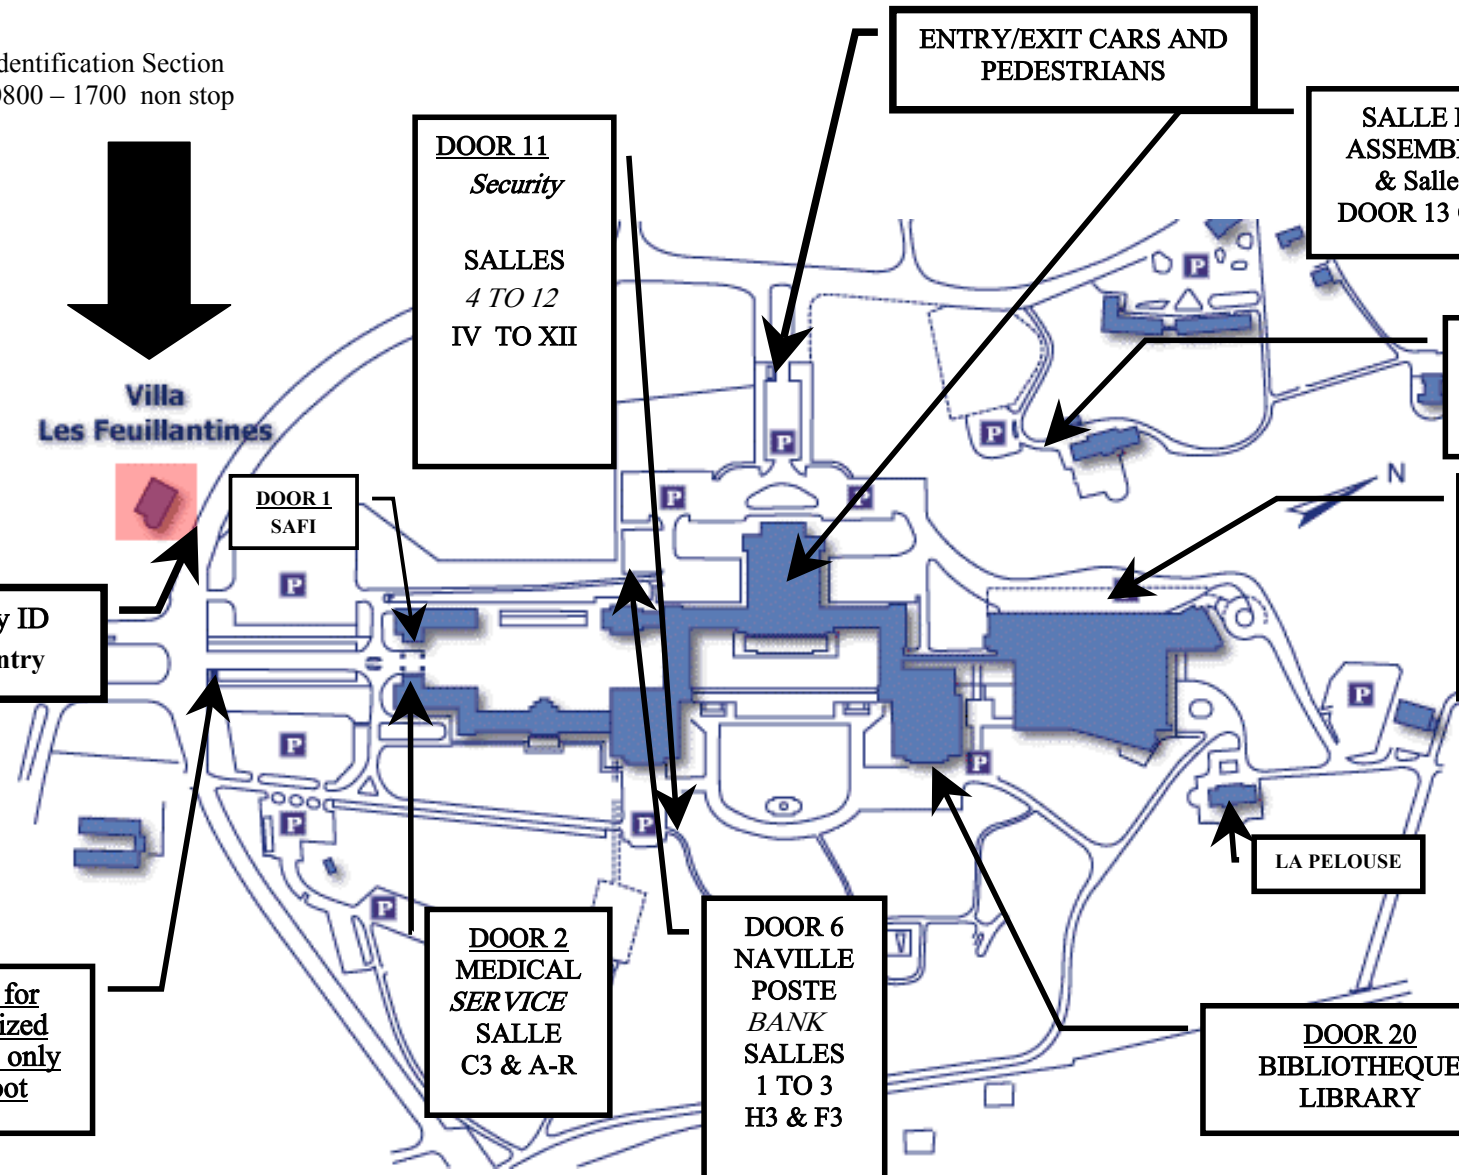 dentification Section
0800 – 1700 non stop
Villa
Les Feuillantines
DOOR 11
Security
SALLES
4 TO 12
IV TO XII
ENTRY/EXIT CARS AND
PEDESTRIANS
SALLE
ASSEMB
& Salle
DOOR 13
DOOR 1
SAFI
y ID
ntry
N
P
P
P
P
P
P
P
P
P
P
P
P
P
for
ized
only
oot
DOOR 2
MEDICAL
SERVICE
SALLE
C3 & A-R
DOOR 6
NAVILLE
POSTE
BANK
SALLES
1 TO 3
H3 & F3
LA PELOUSE
DOOR 20
BIBLIOTHEQUE
LIBRARY